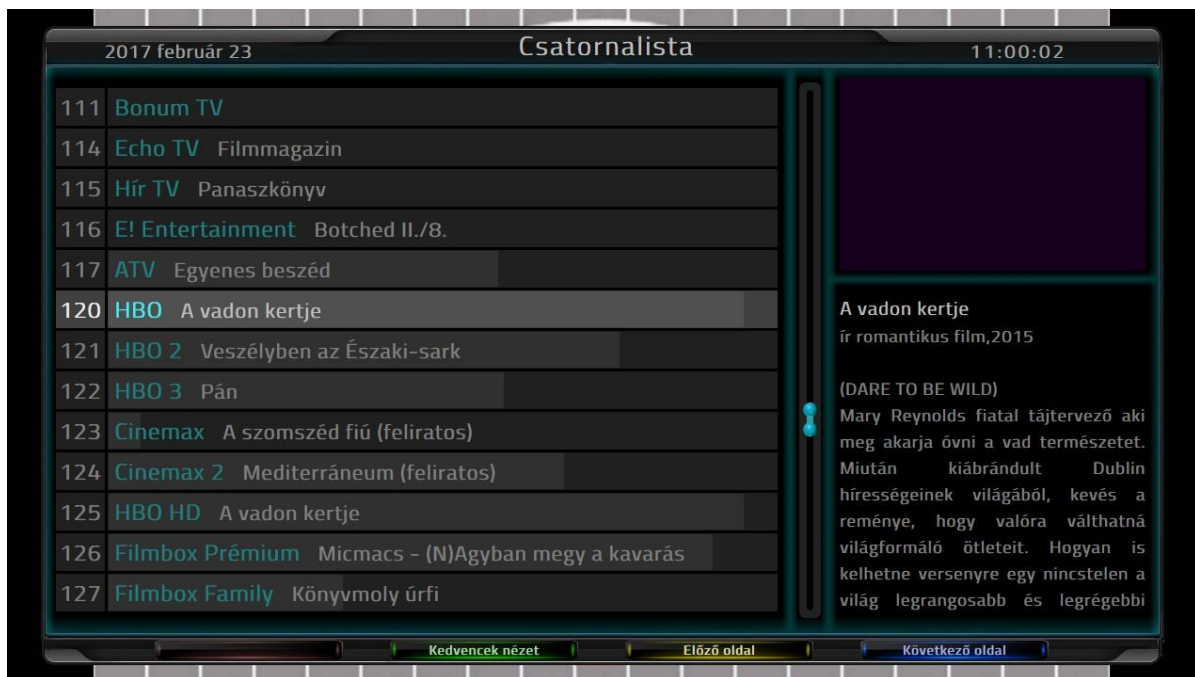 2017 február 23 Csatornalista 11:00:02
111 Bonum TV
114 Echo TV Filmmagazin
115 Hír TV Panaszkönyv
116 E! Entertainment Botched II./8.
117 ATV Egyenes beszéd
120 HBO A vadon kertje
121 HBO 2 Veszélyben az Északi-sark
122 HBO 3 Pán
123 Cinemax A szomszéd fiú (feliratos)
124 Cinemax 2 Mediterráneum (feliratos)
125 HBO HD A vadon kertje
126 Filmbox Prémium Micmacs - (N)Agyban megy a kavarás
127 Filmbox Family Könyvmoly úrfi
A vadon kertje
ír romantikus film,2015
(DARE TO BE WILD)
Mary Reynolds fiatal tájtervező aki
meg akarja óvni a vad természetet.
Miután kiábrándult Dublin
hírességeinek világából, kevés a
reménye, hogy valóra válthatná
világformáló ötleteit. Hogyan is
kelhetne versenyre egy nincstelen a
világ legrangosabb és legrégebbi
Kedvencek nézet Előző oldal Következő oldal